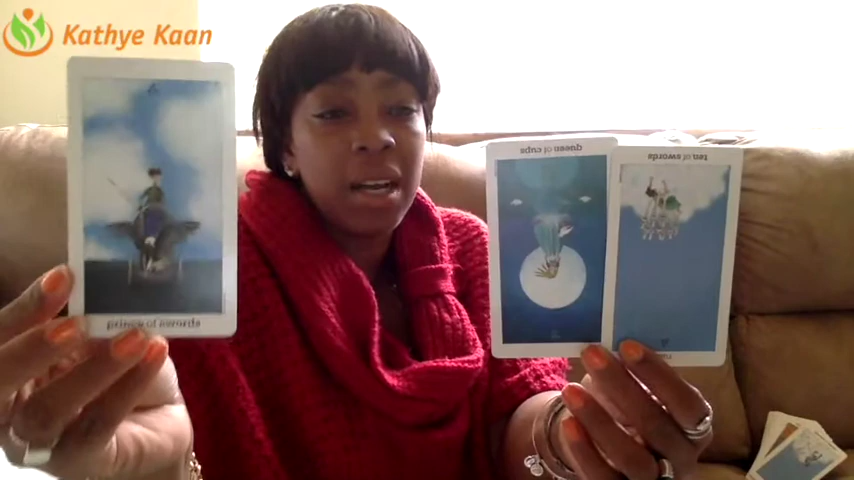 Kathye Kaan
prince of swords
queen of cups
ten of swords